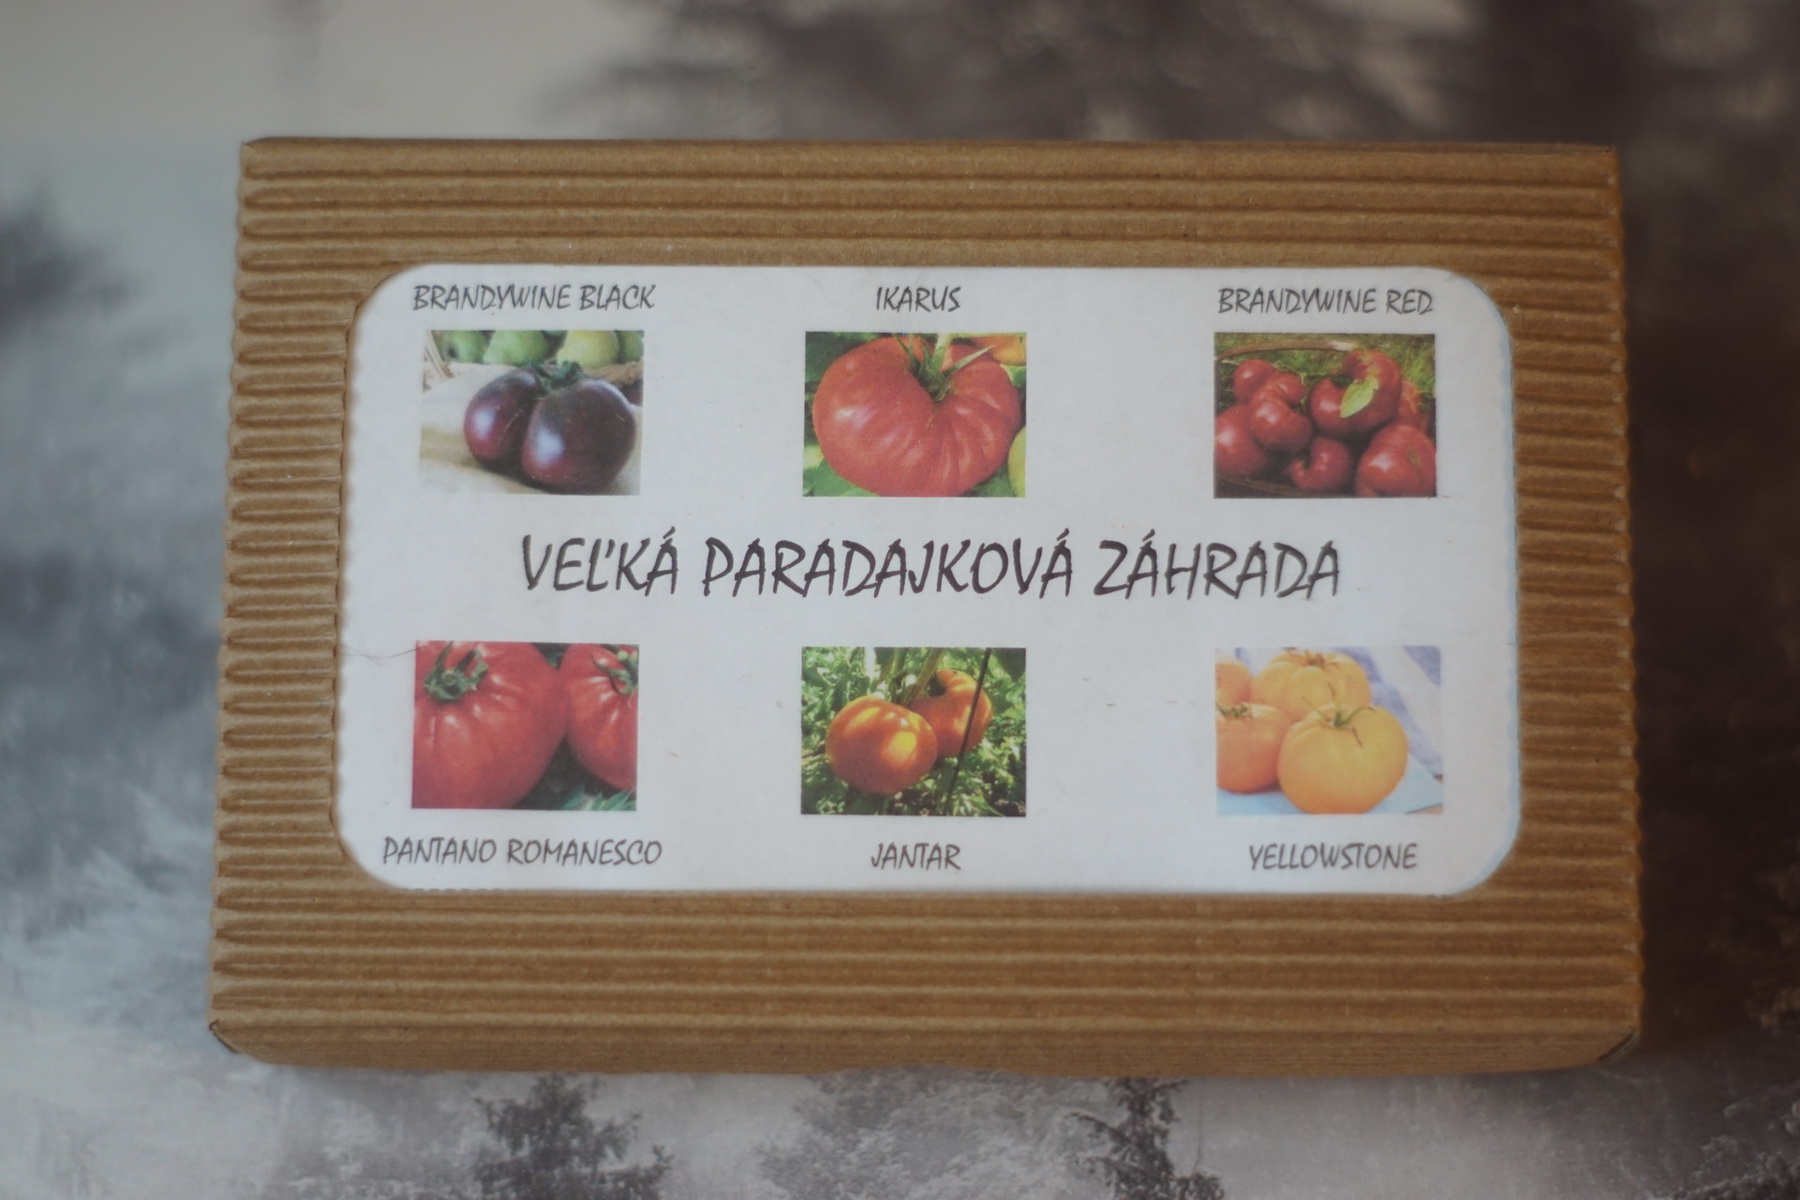 BRANDYWINE BLACK
IKARUS
BRANDYWINE RED
VEĽKÁ PARADAJKOVÁ ZÁHRADA
PANTANO ROMANESCO
JANTAR
YELLOWSTONE